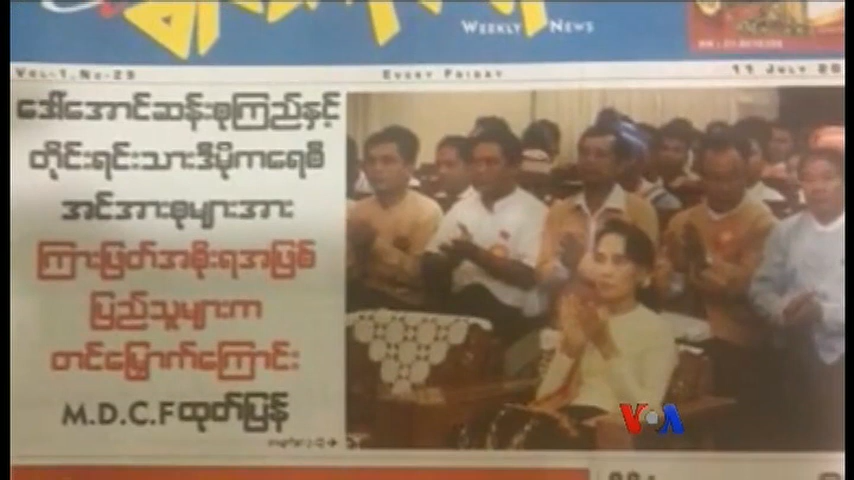 WEEKLY NEWS
VOL-1, NO-29
EVERY FRIDAY
11 JULY 20
ဒေါ်အောင်ဆန်းစုကြည်နှင့်
တိုင်းရင်းသားဒီမိုကရေစီ
အင်အားစုများအား
ကြားဖြတ်အစိုးရအဖြစ်
ပြည်သူများက
တင်မြှောက်ကြောင်း
M.D.C.Fထုတ်ပြန်
VOA